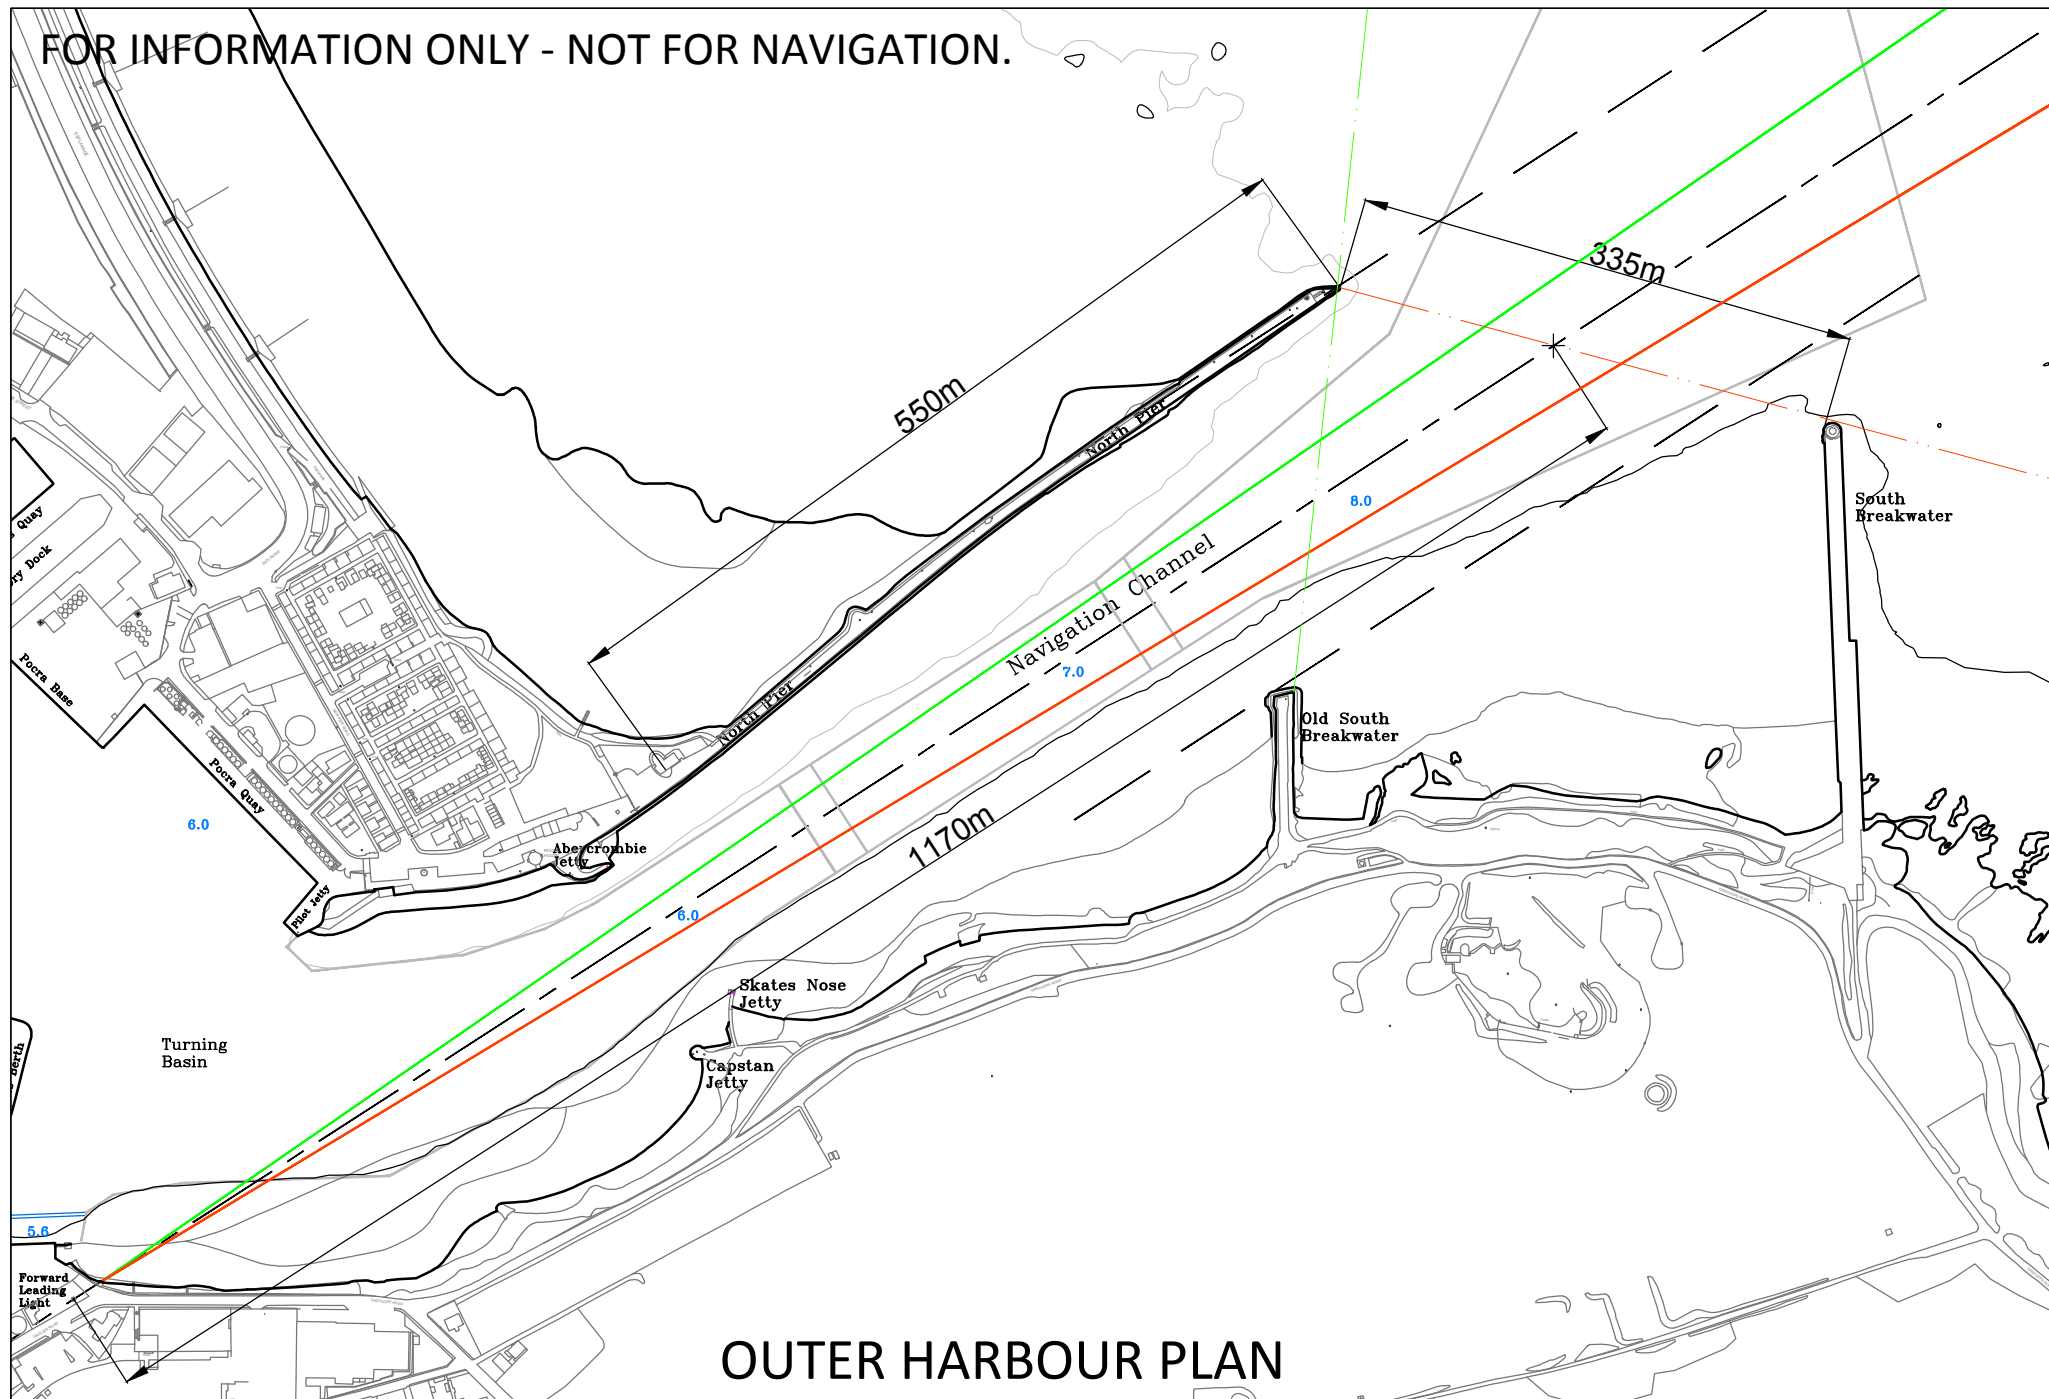 FOR INFORMATION ONLY - NOT FOR NAVIGATION.
335m
550m
North Pier
8.0
South
Breakwater
Quay
Dock
Navigation Channel
7.0
Pocra Base
North Pier
Old South
Breakwater
Pocra Quay
6.0
1170m
Abercrombie
Jetty
Pilot Jetty
6.0
Skates Nose
Jetty
Turning
Basin
Berth
Capstan
Jetty
5.6
Forward
Leading
Light
OUTER HARBOUR PLAN